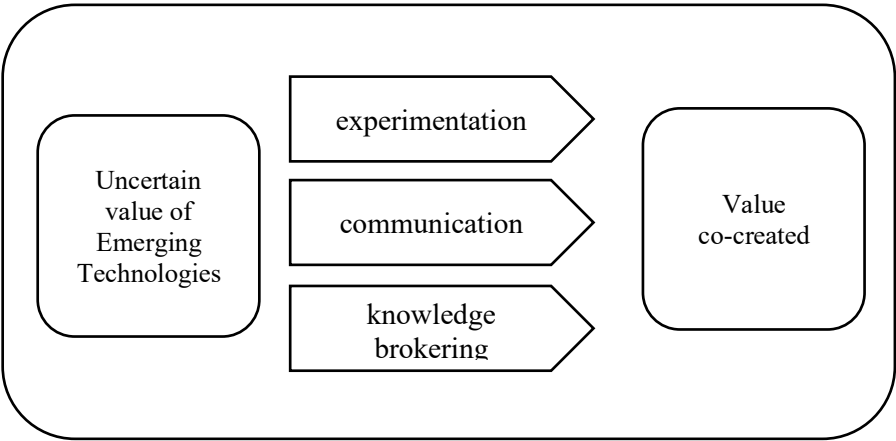 Uncertain
value of
Emerging
Technologies
experimentation
communication
knowledge
brokering
Value
co-created